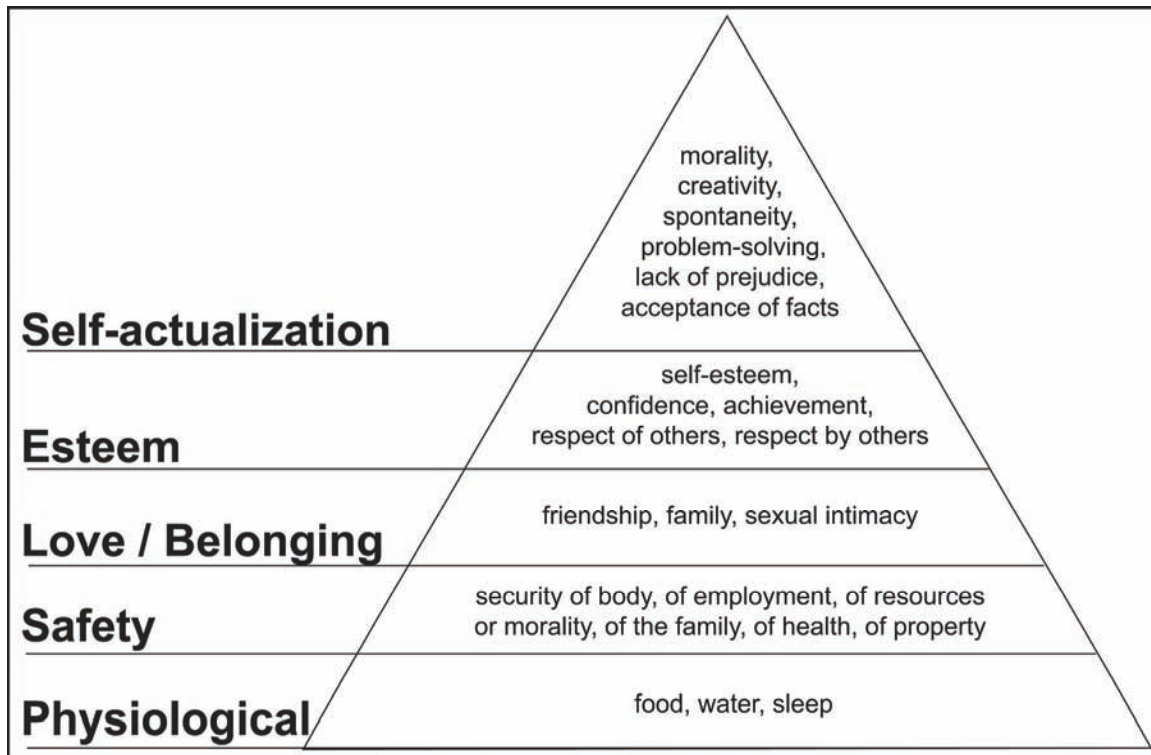 morality,
creativity,
spontaneity,
problem-solving,
lack of prejudice,
acceptance of facts
Self-actualization
self-esteem,
confidence, achievement,
respect of others, respect by others
Esteem
friendship, family, sexual intimacy
Love / Belonging
security of body, of employment, of resources
or morality, of the family, of health, of property
Safety
food, water, sleep
Physiological